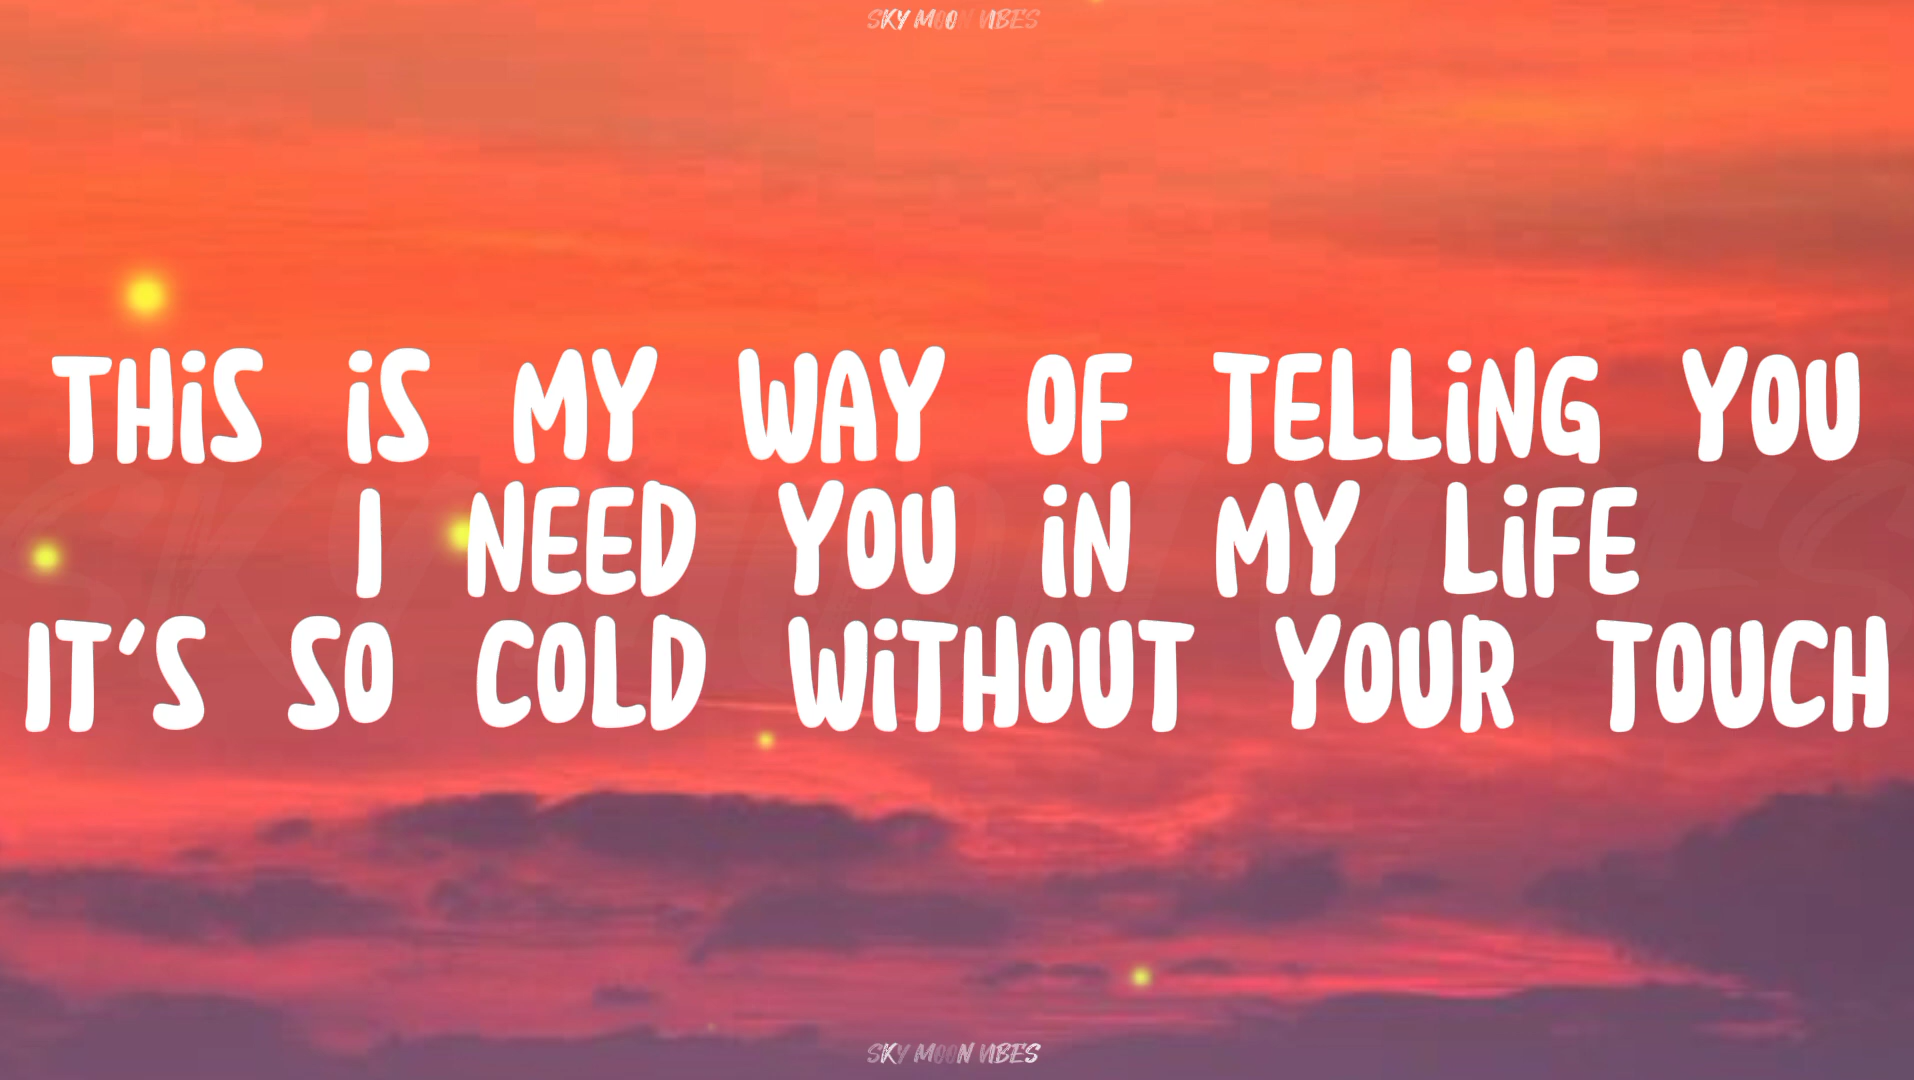 SKY MOON VIBES
THiS iS MY WAY OF TELLiNG YOU
I NEED YOU iN MY LiFE
IT'S SO COLD WiTHOUT YOUR TOUCH
SKY MOON VIBES